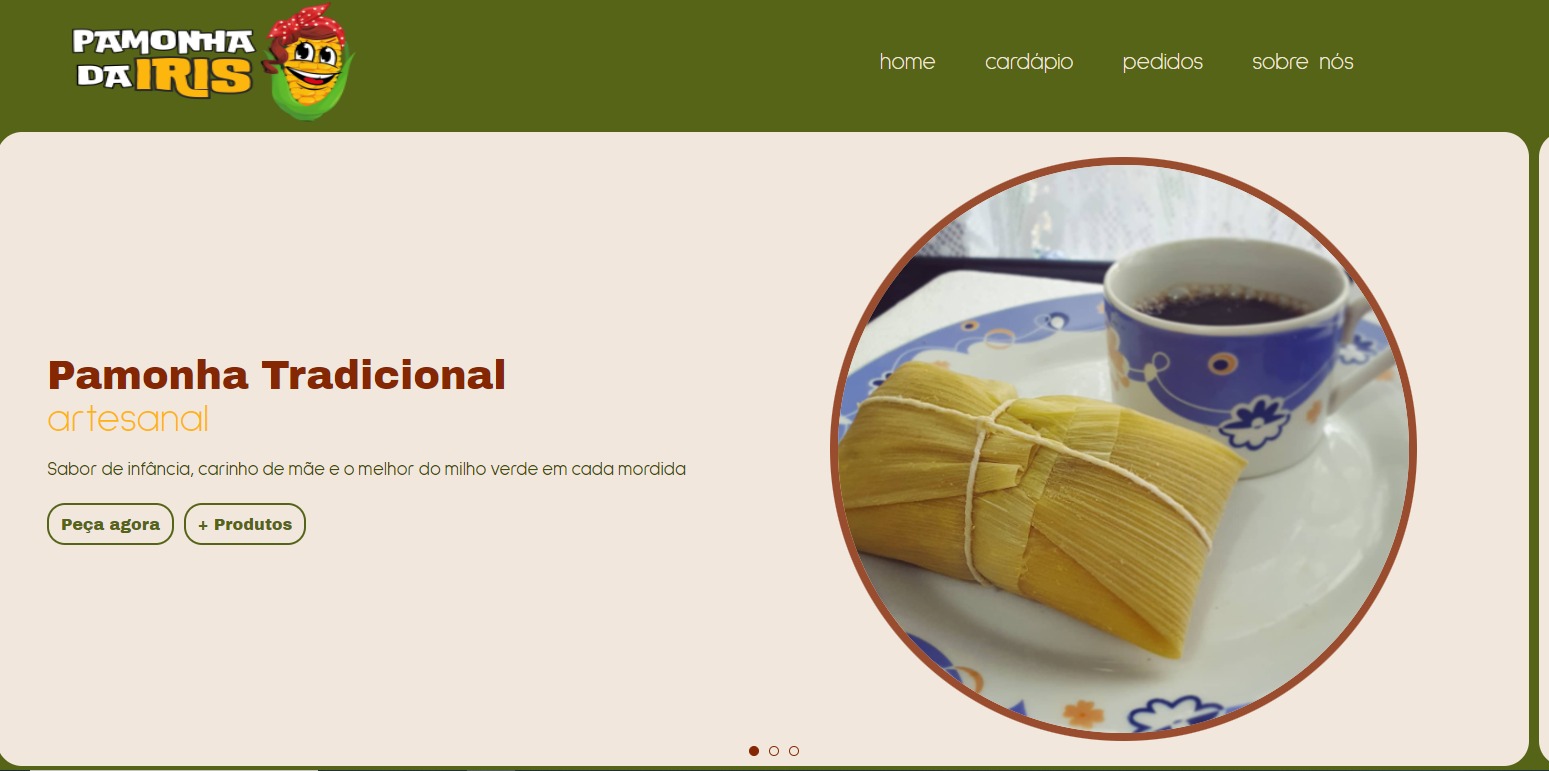 PAMONHA
DA IRIS
home cardápio pedidos sobre nós
Pamonha Tradicional
artesanal
Sabor de infância, carinho de mãe e o melhor do milho verde em cada mordida
Peça agora + Produtos